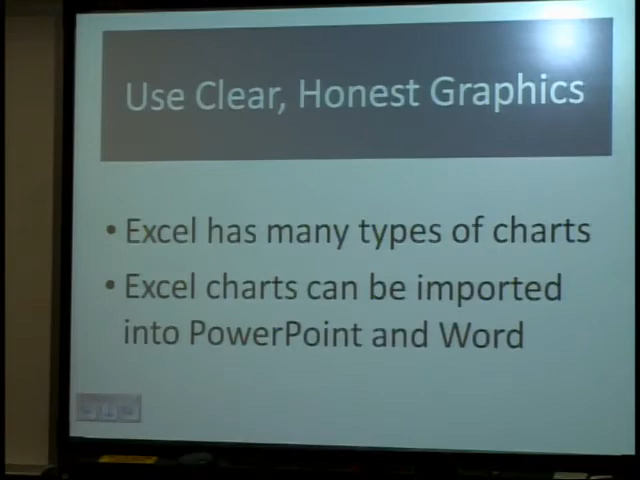 Use Clear, Honest Graphics
• Excel has many types of charts
• Excel charts can be imported
into PowerPoint and Word